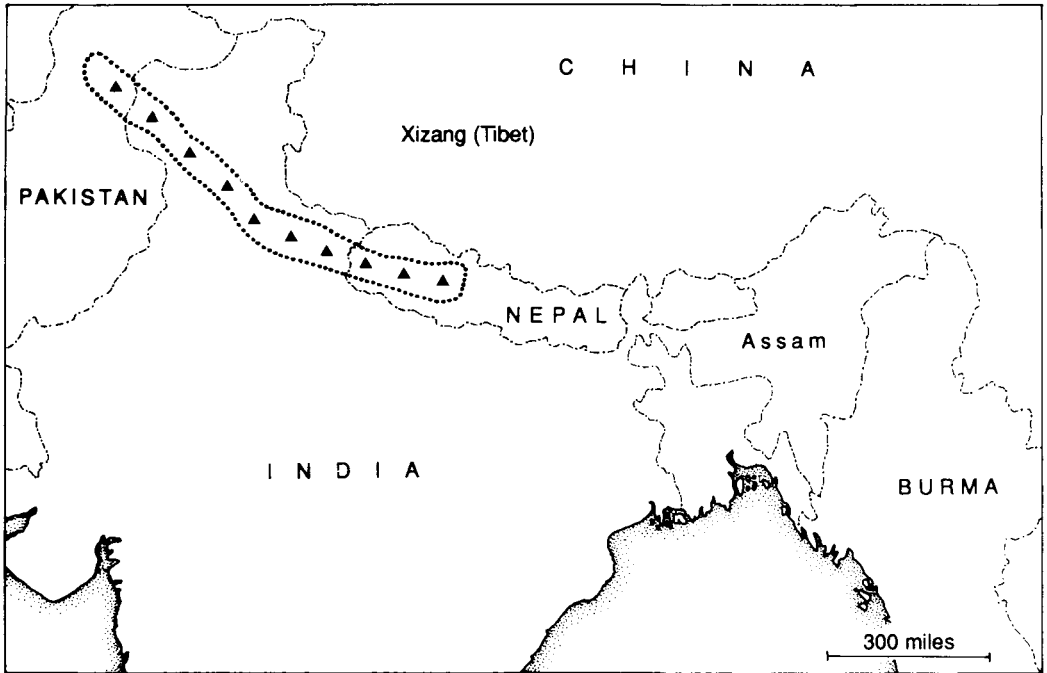 C H I N A
Xizang (Tibet)
PAKISTAN
NEPAL
Assam
I N D I A
BURMA
300 miles